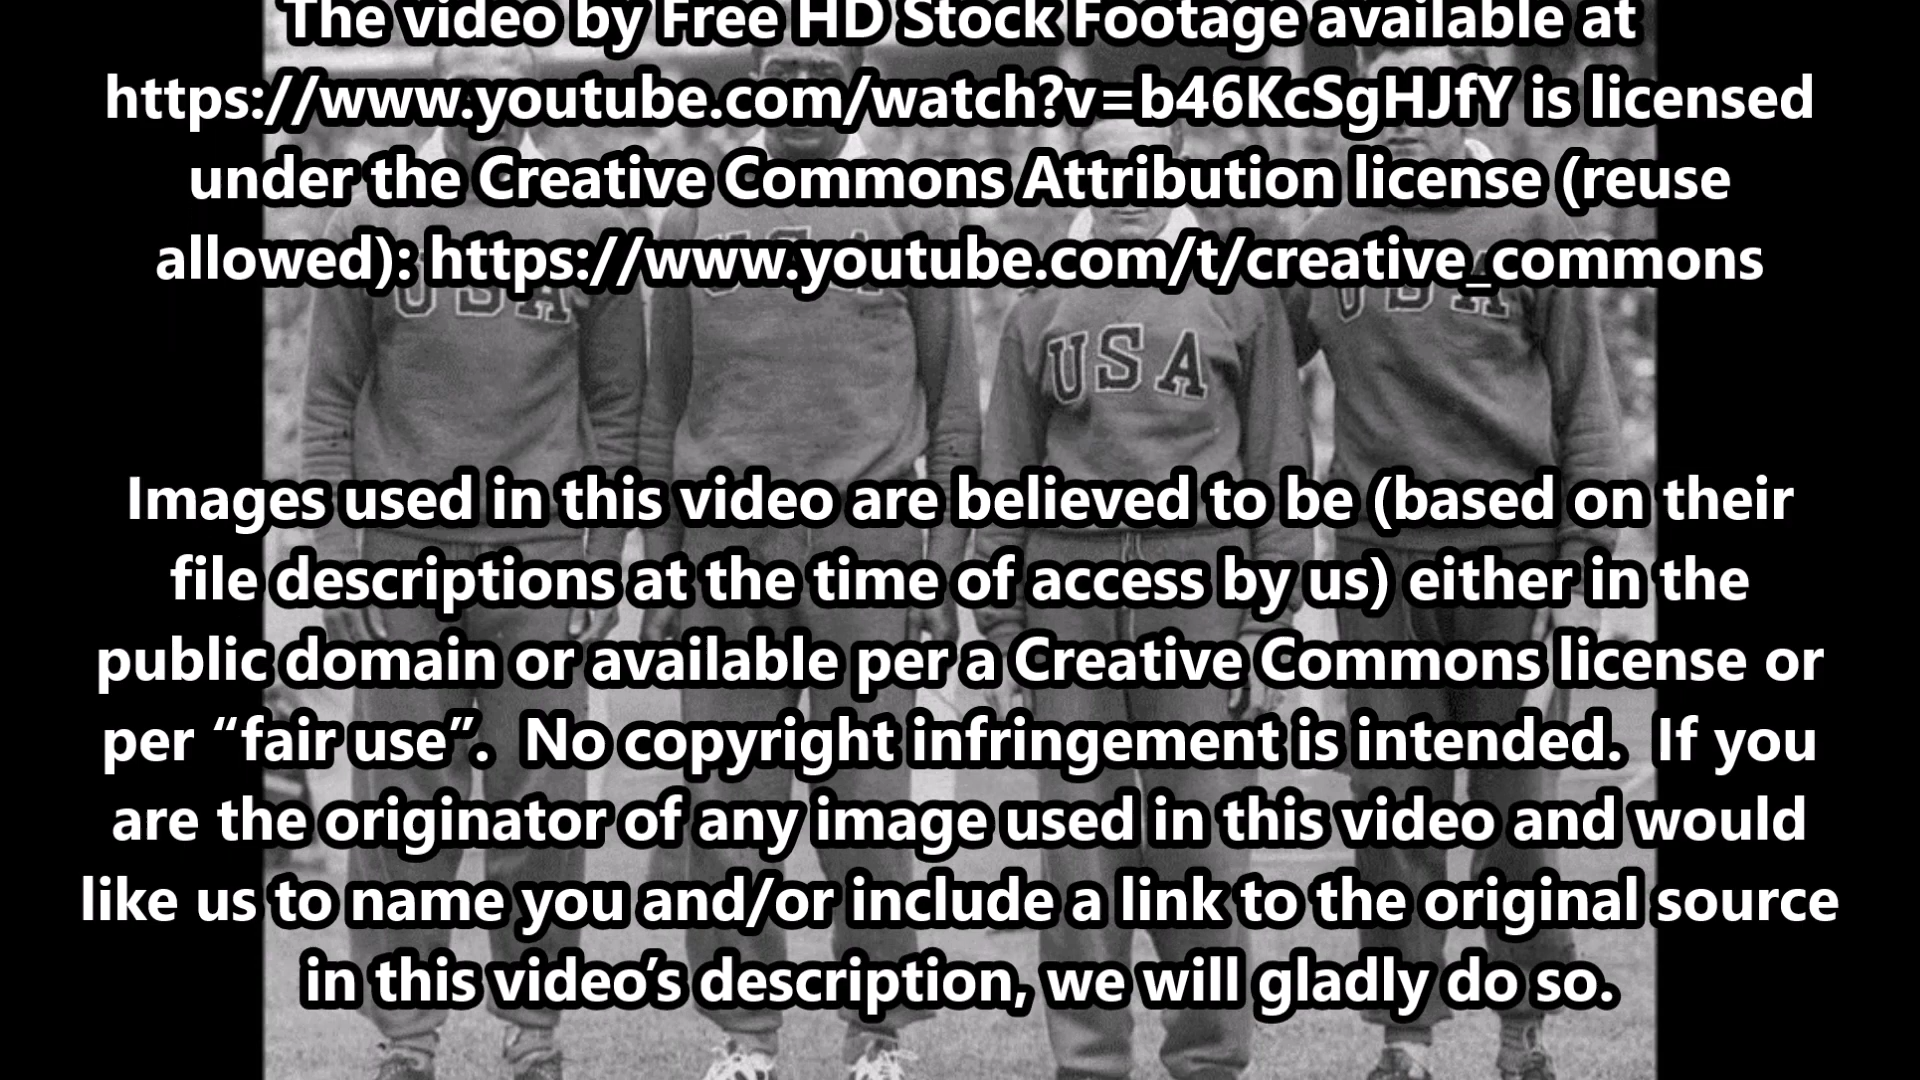 The video by Free HD Stock Footage available at
https://www.youtube.com/watch?v=b46KcSgHJfY is licensed
under the Creative Commons Attribution license (reuse
allowed): https://www.youtube.com/t/creative_commons
USA
USA
USA
USA
Images used in this video are believed to be (based on their
file descriptions at the time of access by us) either in the
public domain or available per a Creative Commons license or
per “fair use”.  No copyright infringement is intended.  If you
are the originator of any image used in this video and would
like us to name you and/or include a link to the original source
in this video’s description, we will gladly do so.